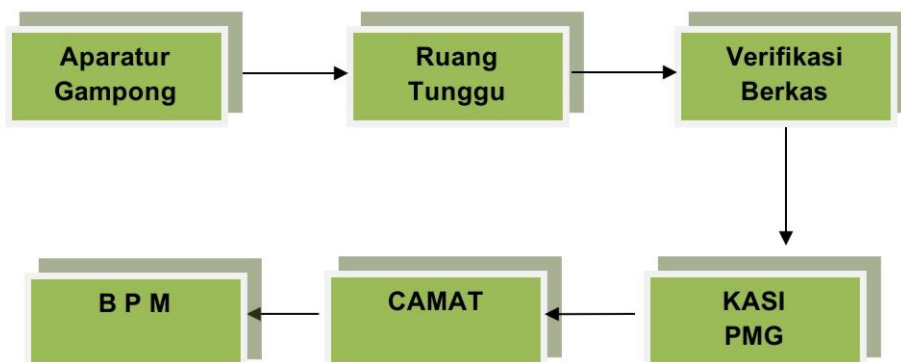 Aparatur
Gampong
Ruang
Tunggu
Verifikasi
Berkas
B P M
CAMAT
KASI
PMG